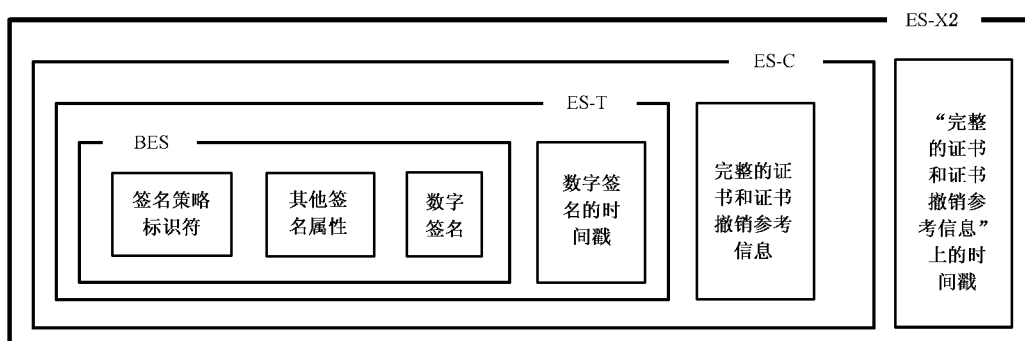 ES-X2
ES-C
ES-T
BES
签名策略
标识符
其他签
名属性
数字
签名
数字签
名的时
间戳
完整的证
书和证书
撤销参考
信息
“完整
的证书
和证书
撤销参
考信息”
上的时
间戳